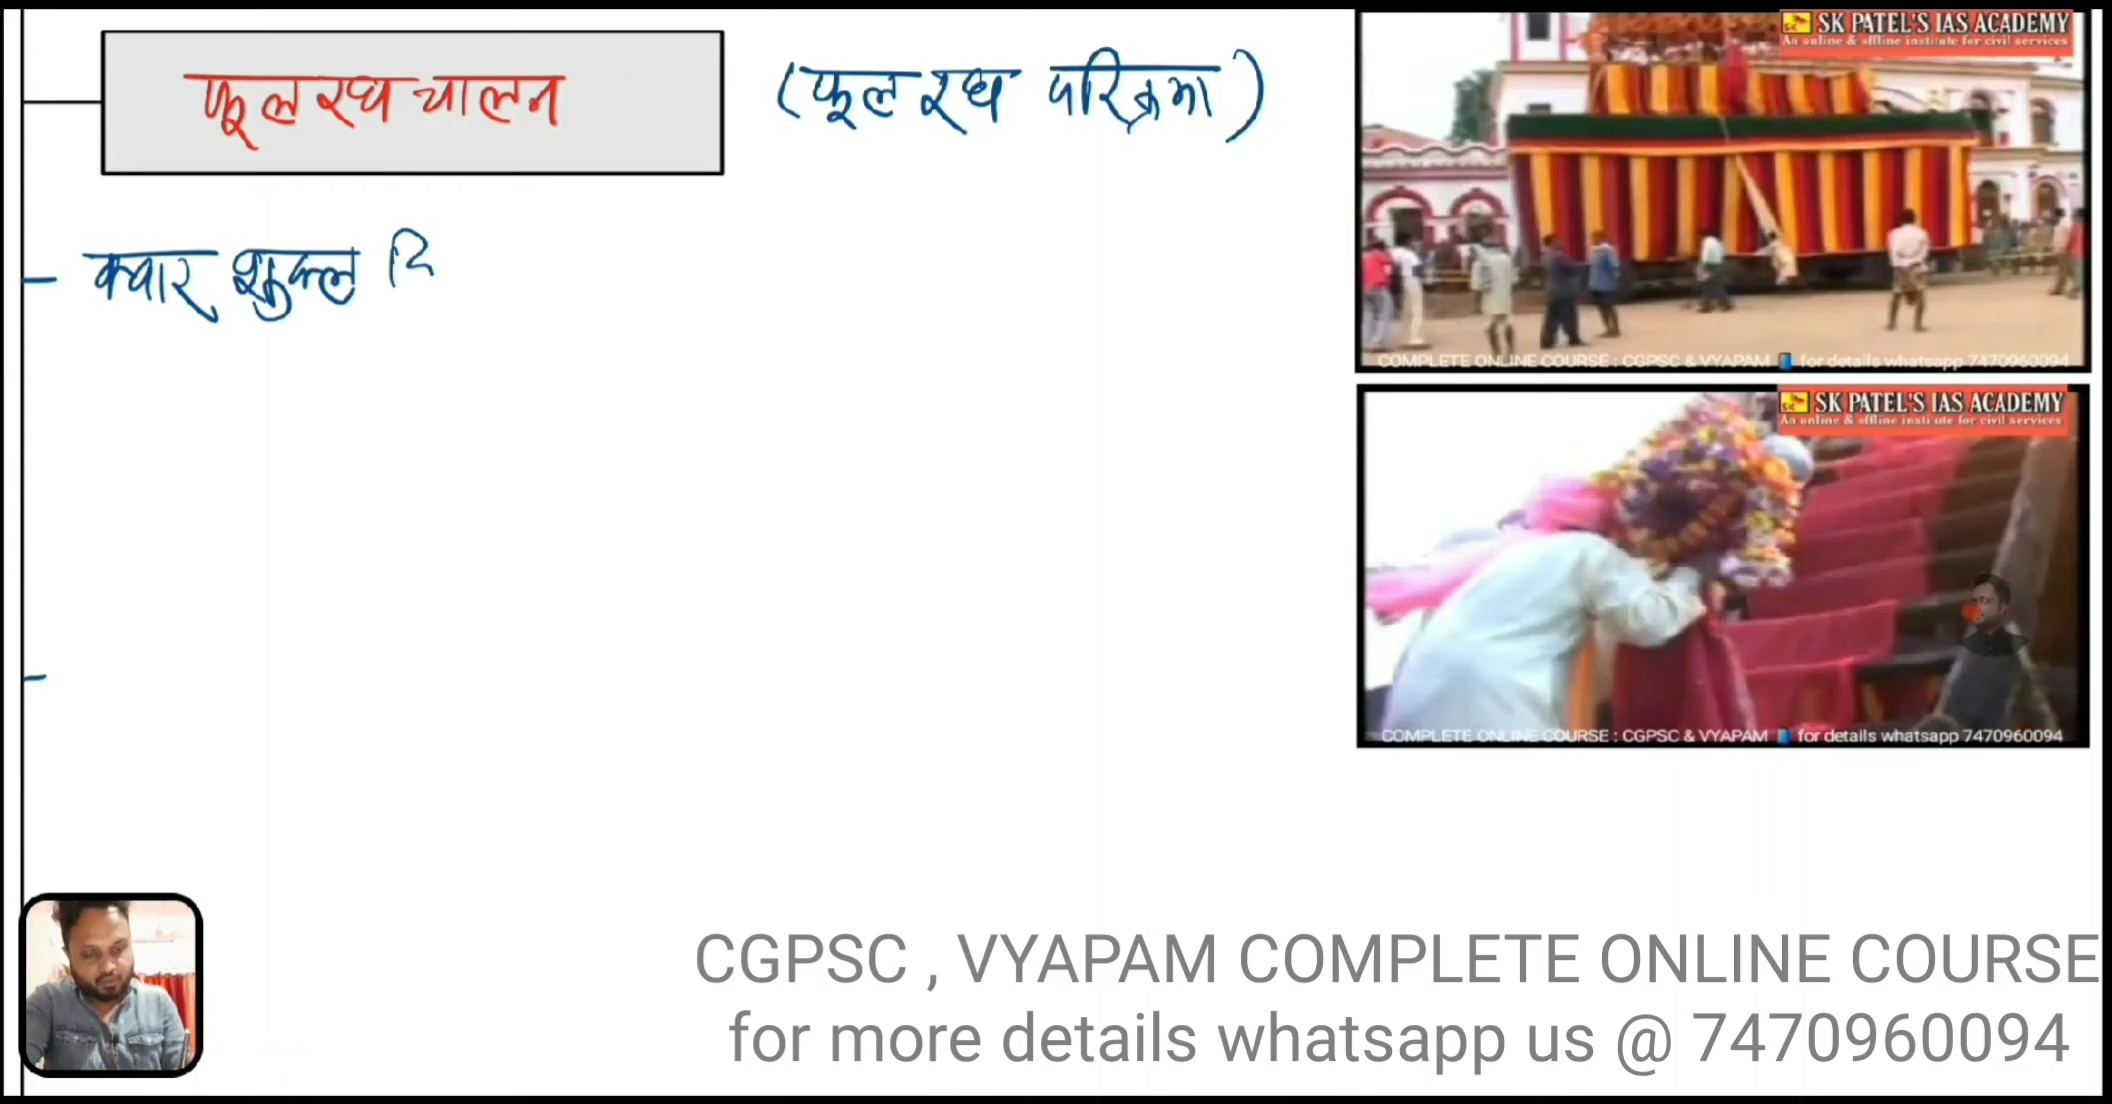 फूल रथ चालन
(फूल रथ परिक्रमा)
- क्वार शुक्ल
-
SK PATEL'S IAS ACADEMY
An online & offline institute for civil services
COMPLETE ONLINE COURSE : CGPSC & VYAPAM for details whatsapp 7470960094
SK PATEL'S IAS ACADEMY
An online & offline institute for civil services
COMPLETE ONLINE COURSE : CGPSC & VYAPAM for details whatsapp 7470960094
CGPSC , VYAPAM COMPLETE ONLINE COURSE
for more details whatsapp us @ 7470960094